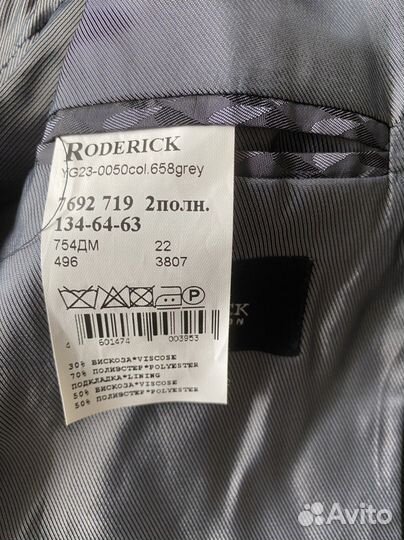 RODERICK
YG23-0050col.658grey
7692 719 2полн.
134-64-63
754ДМ 22
496 3807
P
4 601474 003953
30% ВИСКОЗА*VISCOSE
70% ПОЛИЭСТЕР*POLYESTER
ПОДКЛАДКА*LINING
50% ВИСКОЗА*VISCOSE
50% ПОЛИЭСТЕР*POLYESTER
Avito